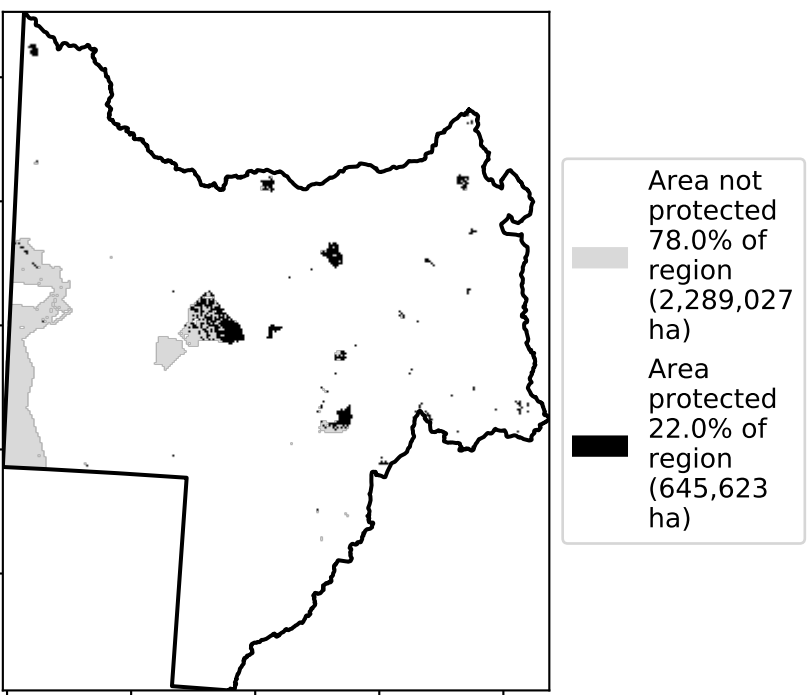 Area not
protected
78.0% of
region
(2,289,027
ha)
Area
protected
22.0% of
region
(645,623
ha)